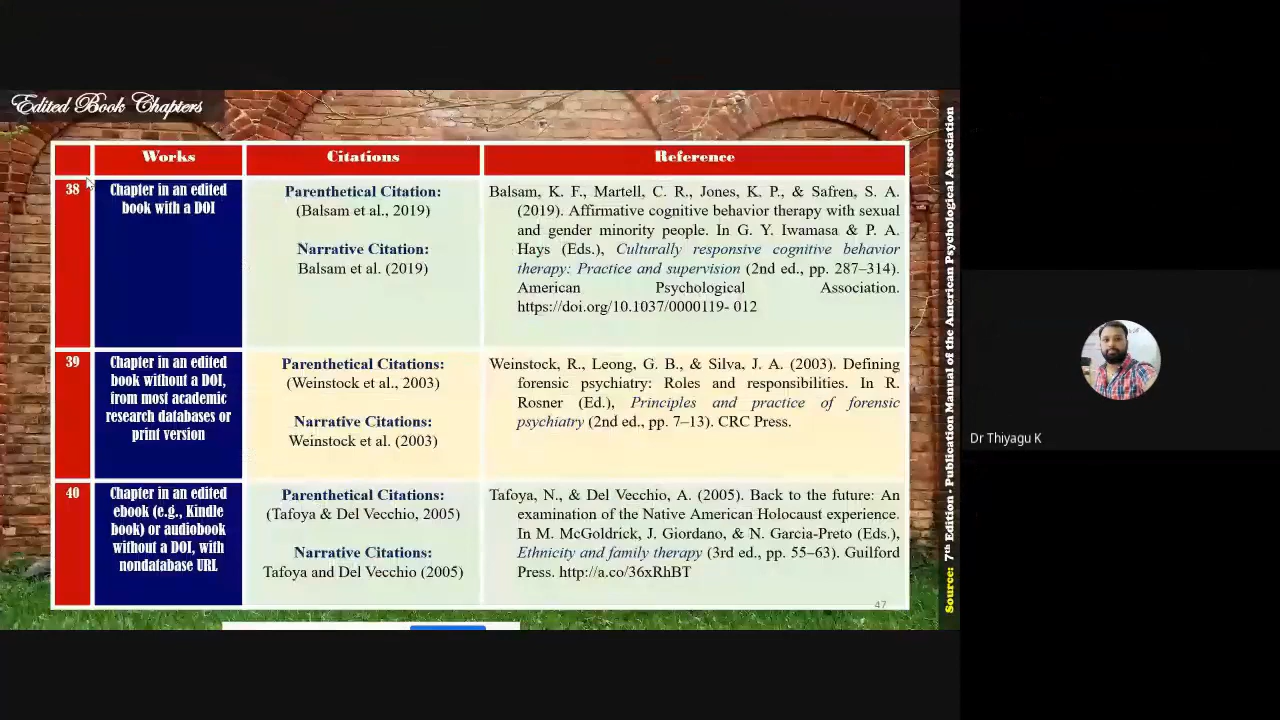 Edited Book Chapters
Works
Citations
Reference
38
Chapter in an edited
book with a DOI
Parenthetical Citation:
(Balsam et al., 2019)
Narrative Citation:
Balsam et al. (2019)
Balsam, K. F., Martell, C. R., Jones, K. P., & Safren, S. A.
(2019). Affirmative cognitive behavior therapy with sexual
and gender minority people. In G. Y. Iwamasa & P. A.
Hays (Eds.), Culturally responsive cognitive behavior
therapy: Practice and supervision (2nd ed., pp. 287–314).
American Psychological Association.
https://doi.org/10.1037/0000119- 012
39
Chapter in an edited
book without a DOI,
from most academic
research databases or
print version
Parenthetical Citations:
(Weinstock et al., 2003)
Narrative Citations:
Weinstock et al. (2003)
Weinstock, R., Leong, G. B., & Silva, J. A. (2003). Defining
forensic psychiatry: Roles and responsibilities. In R.
Rosner (Ed.), Principles and practice of forensic
psychiatry (2nd ed., pp. 7–13). CRC Press.
40
Chapter in an edited
ebook (e.g., Kindle
book) or audiobook
without a DOI, with
nondatabase URL
Parenthetical Citations:
(Tafoya & Del Vecchio, 2005)
Narrative Citations:
Tafoya and Del Vecchio (2005)
Tafoya, N., & Del Vecchio, A. (2005). Back to the future: An
examination of the Native American Holocaust experience.
In M. McGoldrick, J. Giordano, & N. Garcia-Preto (Eds.),
Ethnicity and family therapy (3rd ed., pp. 55–63). Guilford
Press. http://a.co/36xRhBT
47
Source: 7th Edition - Publication Manual of the American Psychological Association
Dr Thiyagu K